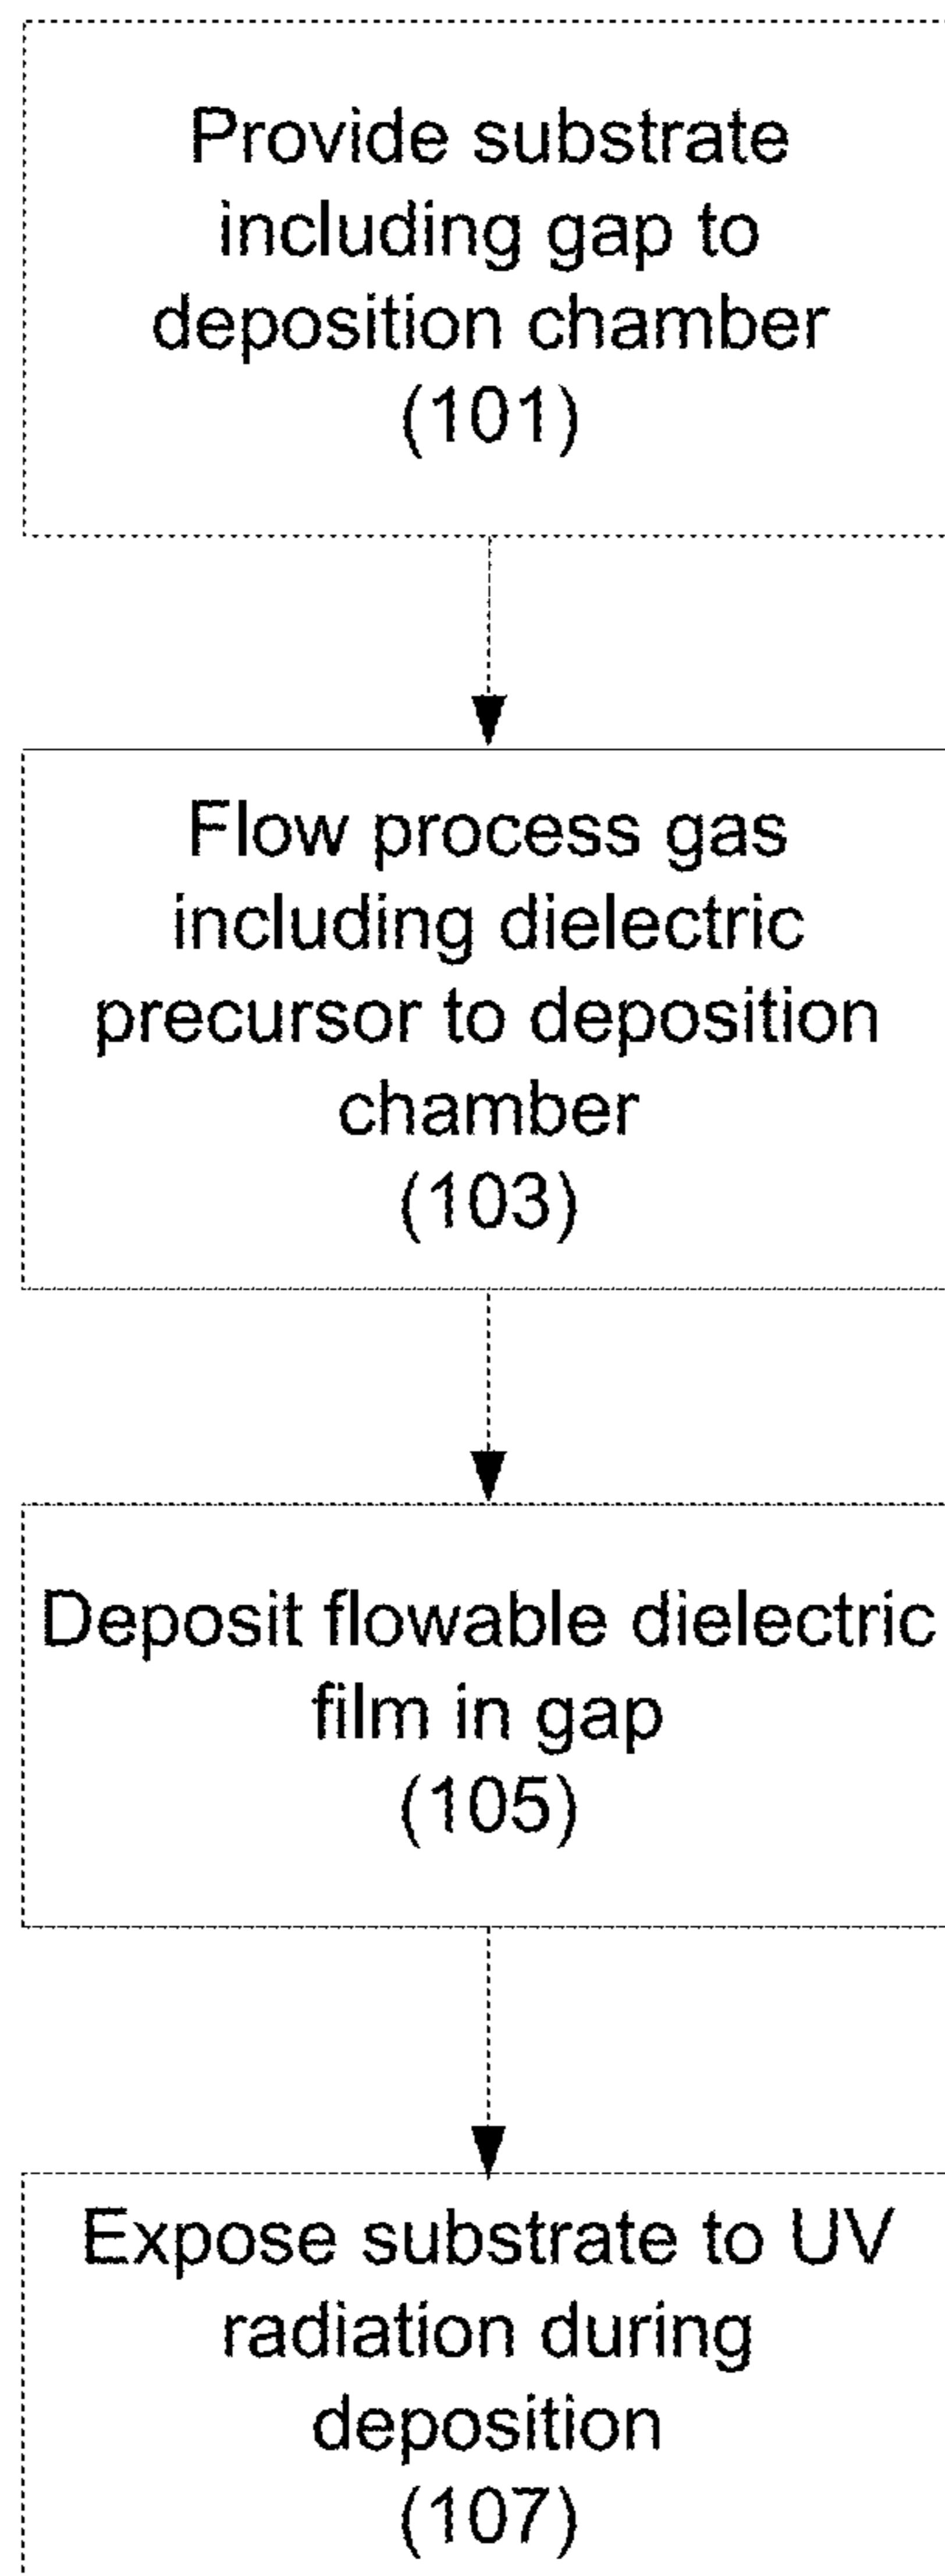 Provide substrate
including gap to
deposition chamber
(101)
Flow process gas
including dielectric
precursor to deposition
chamber
(103)
Deposit flowable dielectric
film in gap
(105)
Expose substrate to UV
radiation during
deposition
(107)